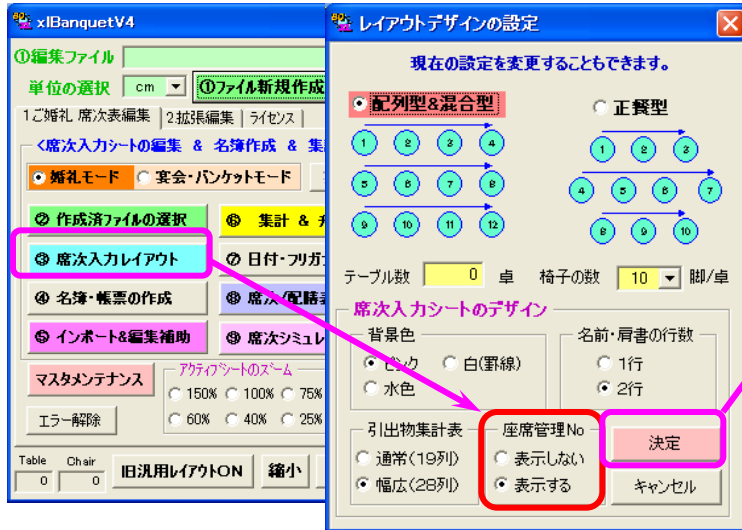 xlBanquetV4
①編集ファイル
単位の選択 cm ①ファイル新規作成
1ご婚礼 席次表編集 2拡張編集 ライセンス
<席次入力シートの編集 & 名簿作成 & 集
婚礼モード 宴会・バンケットモード
② 作成済ファイルの選択 ⑥ 集計 &
③ 席次入力レイアウト ⑦ 日付・フリガ
④ 名簿・帳票の作成 ⑧ 席次/配膳
⑤ インポート&編集補助 ⑨ 席次シミュレ
マスタメンテナンス アクティブシートのズーム
150% 100% 75%
エラー解除 60% 40% 25%
Table Chair
0 0 旧汎用レイアウトON 縮小
レイアウトデザインの設定
現在の設定を変更することもできます。
配列型&混合型 正餐型
1 2 3 4 1 2 3
5 6 7 8 4 5 6 7
9 10 11 12 8 9 10
テーブル数 0 卓 椅子の数 10 脚/卓
席次入力シートのデザイン
背景色 名前・肩書の行数
ピンク 白(罫線) 1行
水色 2行
引出物集計表 座席管理No 決定
通常(19列) 表示しない
幅広(28列) 表示する キャンセル